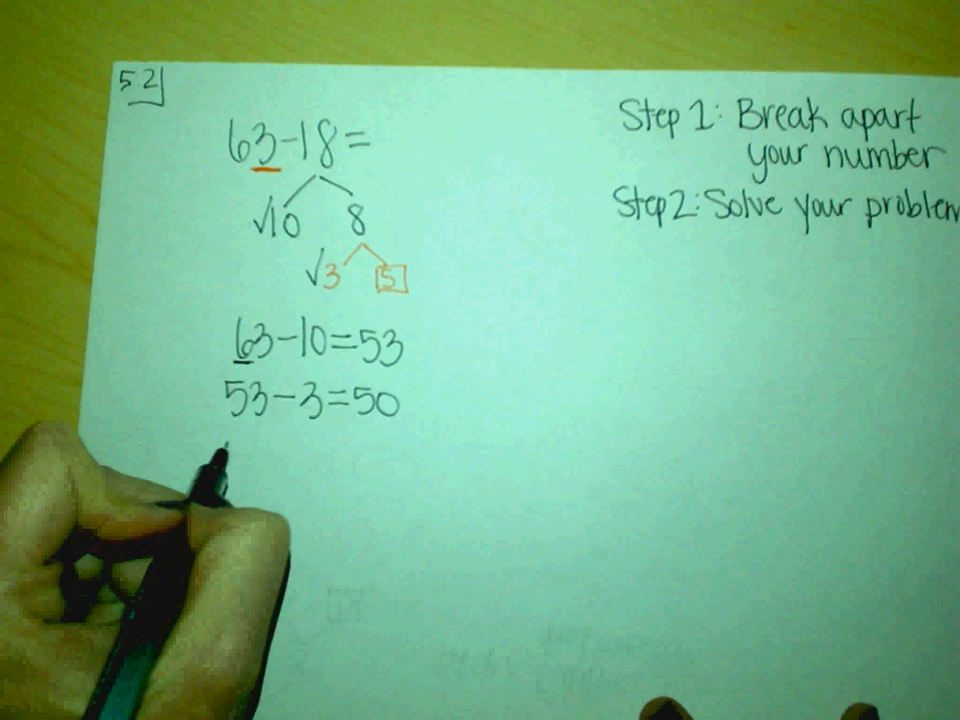 52
63-18=
√10 8
√3 5
63-10=53
53-3=50
Step 1: Break apart
your number
Step 2: Solve your problem